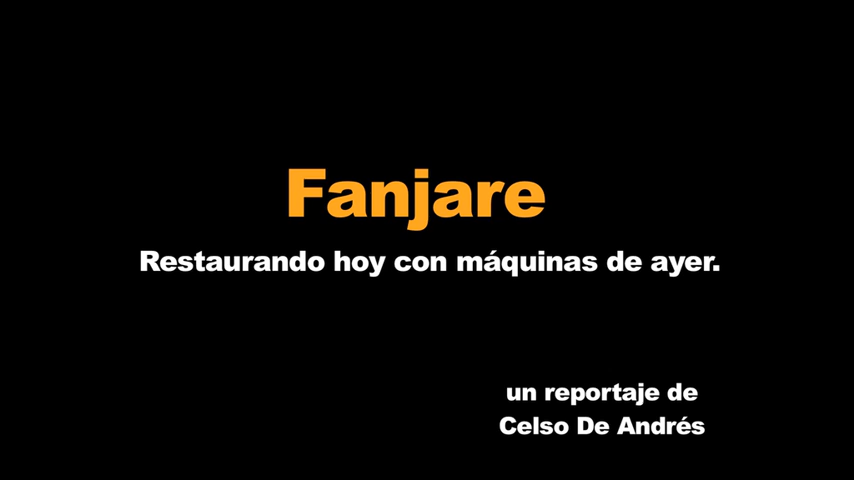 Fanjare
Restaurando hoy con máquinas de ayer.
un reportaje de
Celso De Andrés